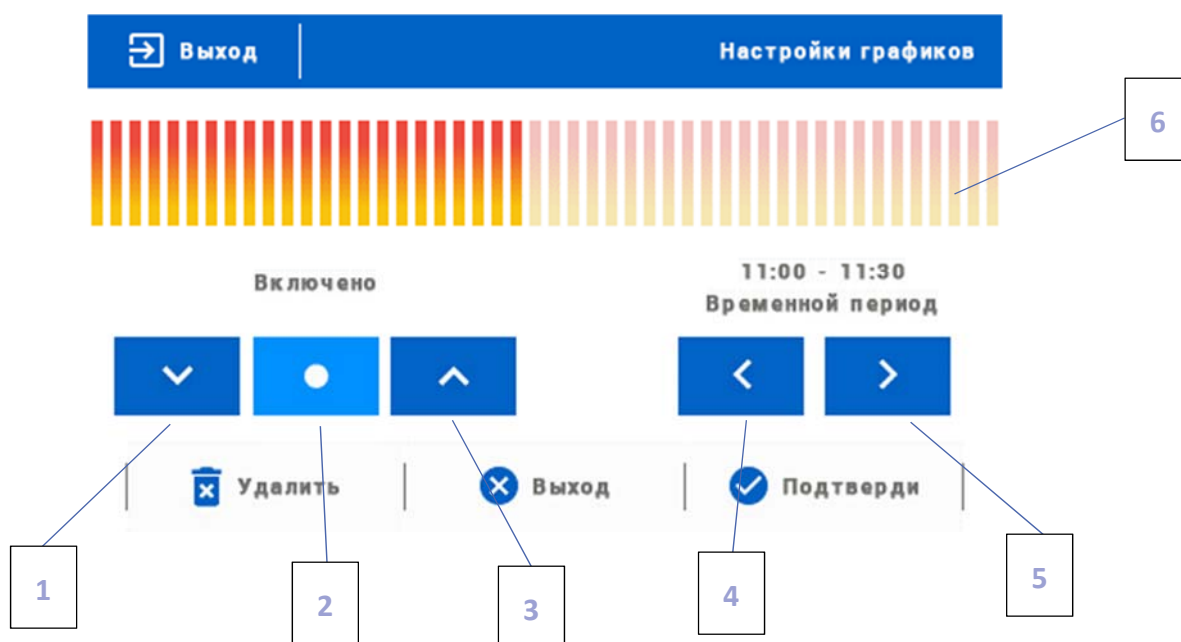 Выход
Настройки графиков
6
Включено
11:00 - 11:30
Временной период
Удалить
Выход
Подтверди
1
2
3
4
5